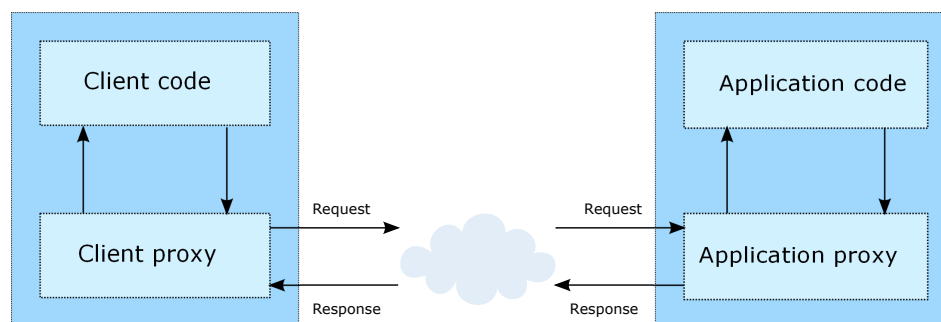 Client code
Application code
Request
Request
Client proxy
Application proxy
Response
Response